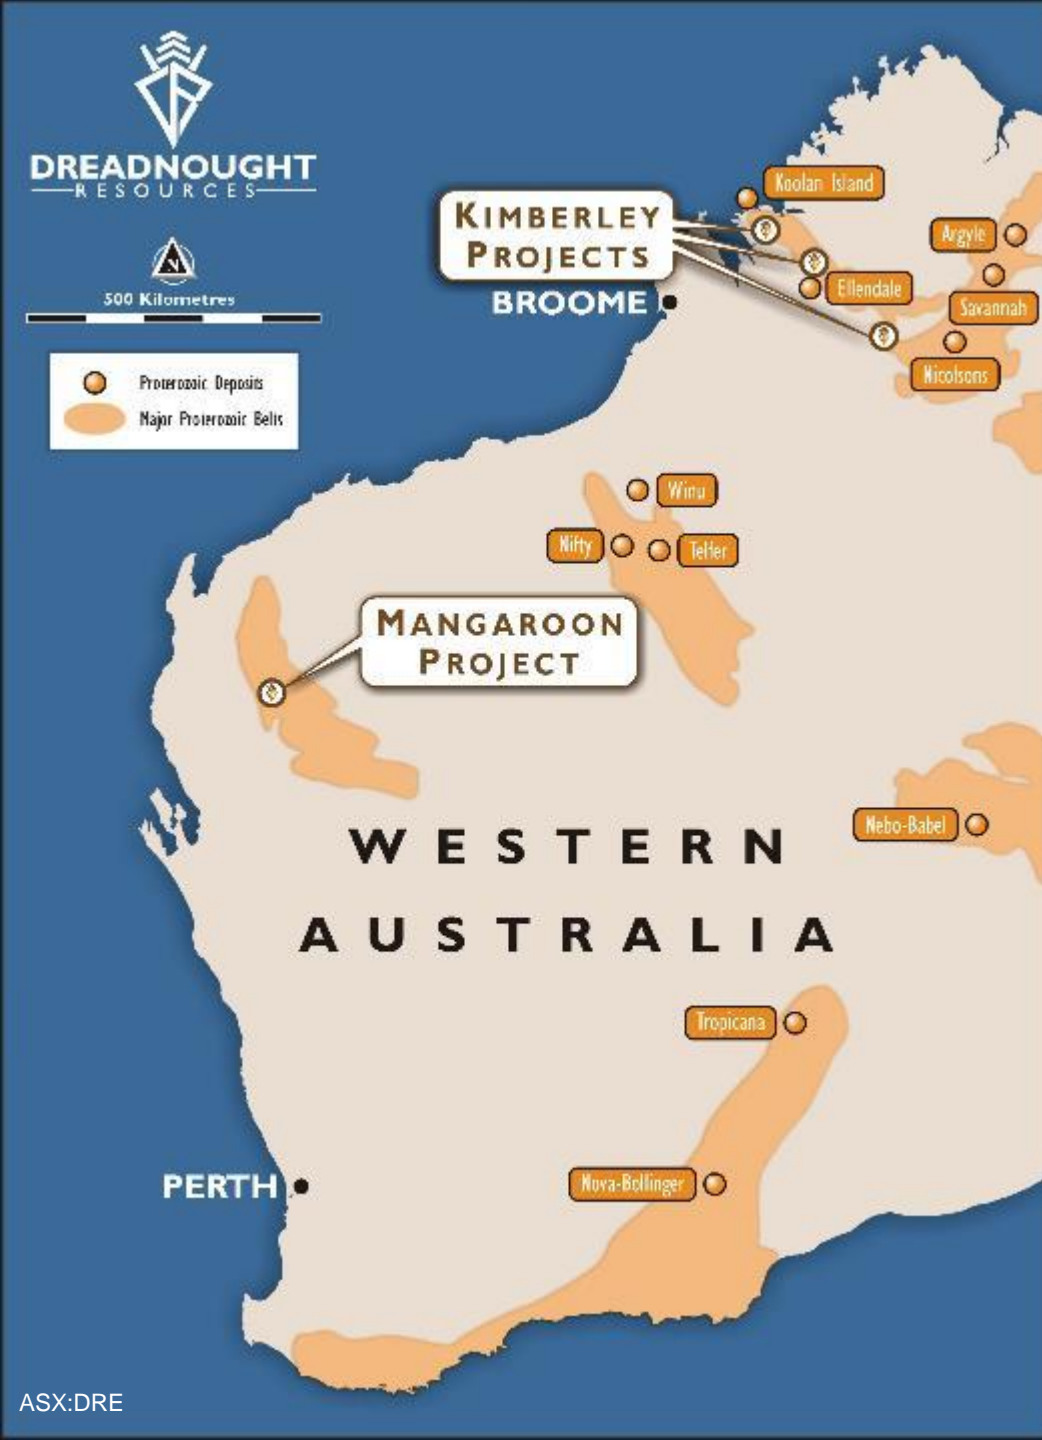 DREADNOUGHT
RESOURCES
N
500 Kilometres
Proterozoic Deposits
Major Proterozoic Belts
KIMBERLEY
PROJECTS
BROOME
Koolan Island
Argyle
Ellendale
Savannah
Nicolsons
Winu
Nifty
Telfer
MANGAROON
PROJECT
WESTERN
AUSTRALIA
Nebo-Babel
Tropicana
PERTH
Nova-Bollinger
ASX:DRE